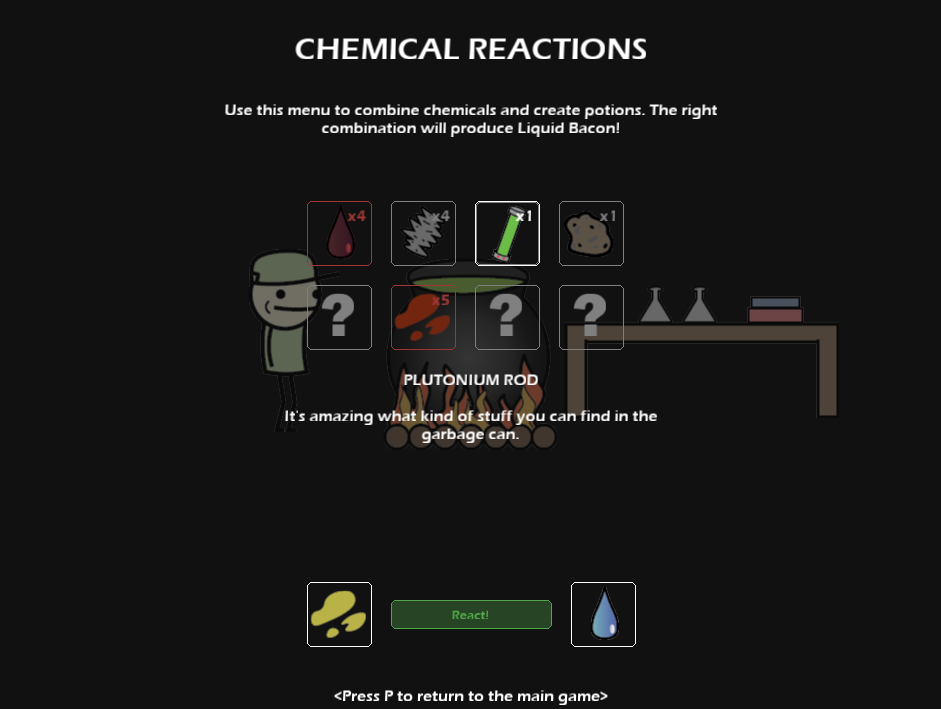 CHEMICAL REACTIONS
Use this menu to combine chemicals and create potions. The right
combination will produce Liquid Bacon!
x4 x4 x1 x1
? x5 ? ?
PLUTONIUM ROD
It's amazing what kind of stuff you can find in the
garbage can.
React!
<Press P to return to the main game>